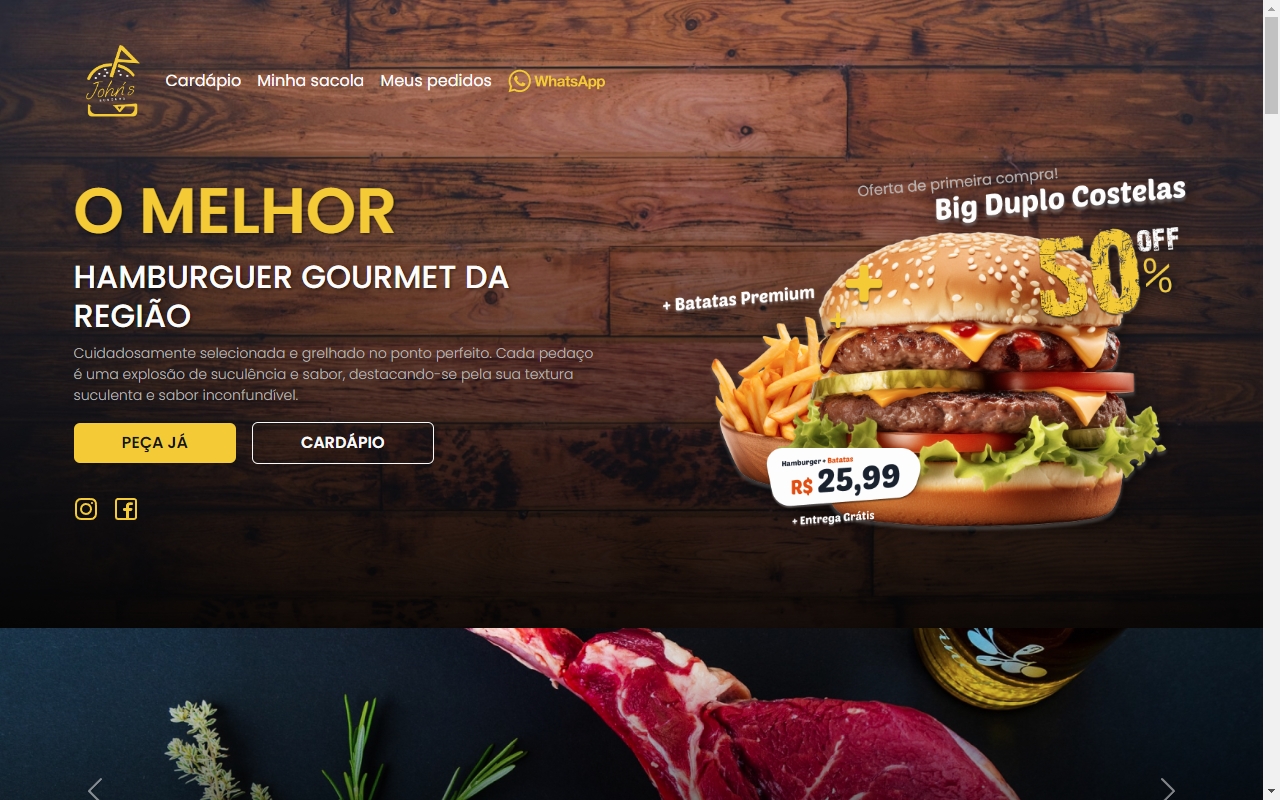 John's
Cardápio Minha sacola Meus pedidos WhatsApp
O MELHOR
HAMBURGUER GOURMET DA
REGIÃO
Cuidadosamente selecionada e grelhado no ponto perfeito. Cada pedaço
é uma explosão de suculência e sabor, destacando-se pela sua textura
suculenta e sabor inconfundível.
PEÇA JÁ
CARDÁPIO
Oferta de primeira compra!
Big Duplo Costelas
50% OFF
+ Batatas Premium
Hamburger + Batatas
R$ 25,99
+ Entrega Grátis